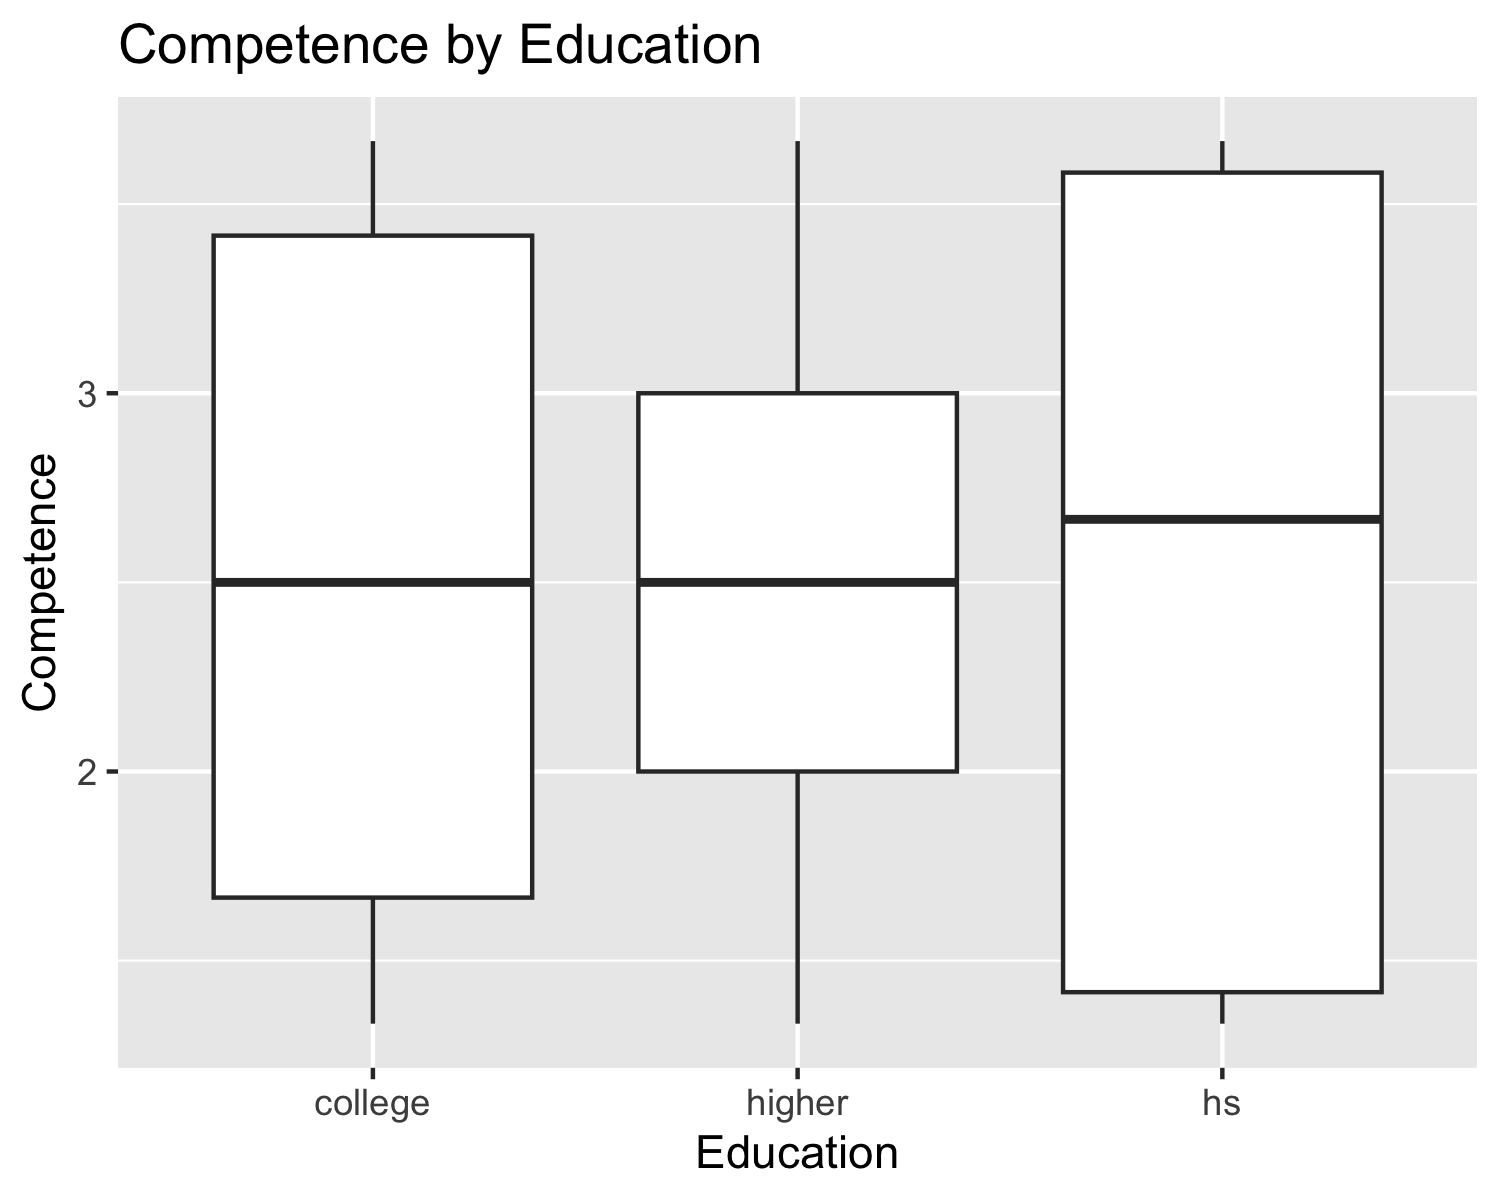 Competence by Education
Competence
3
2
college
higher
hs
Education